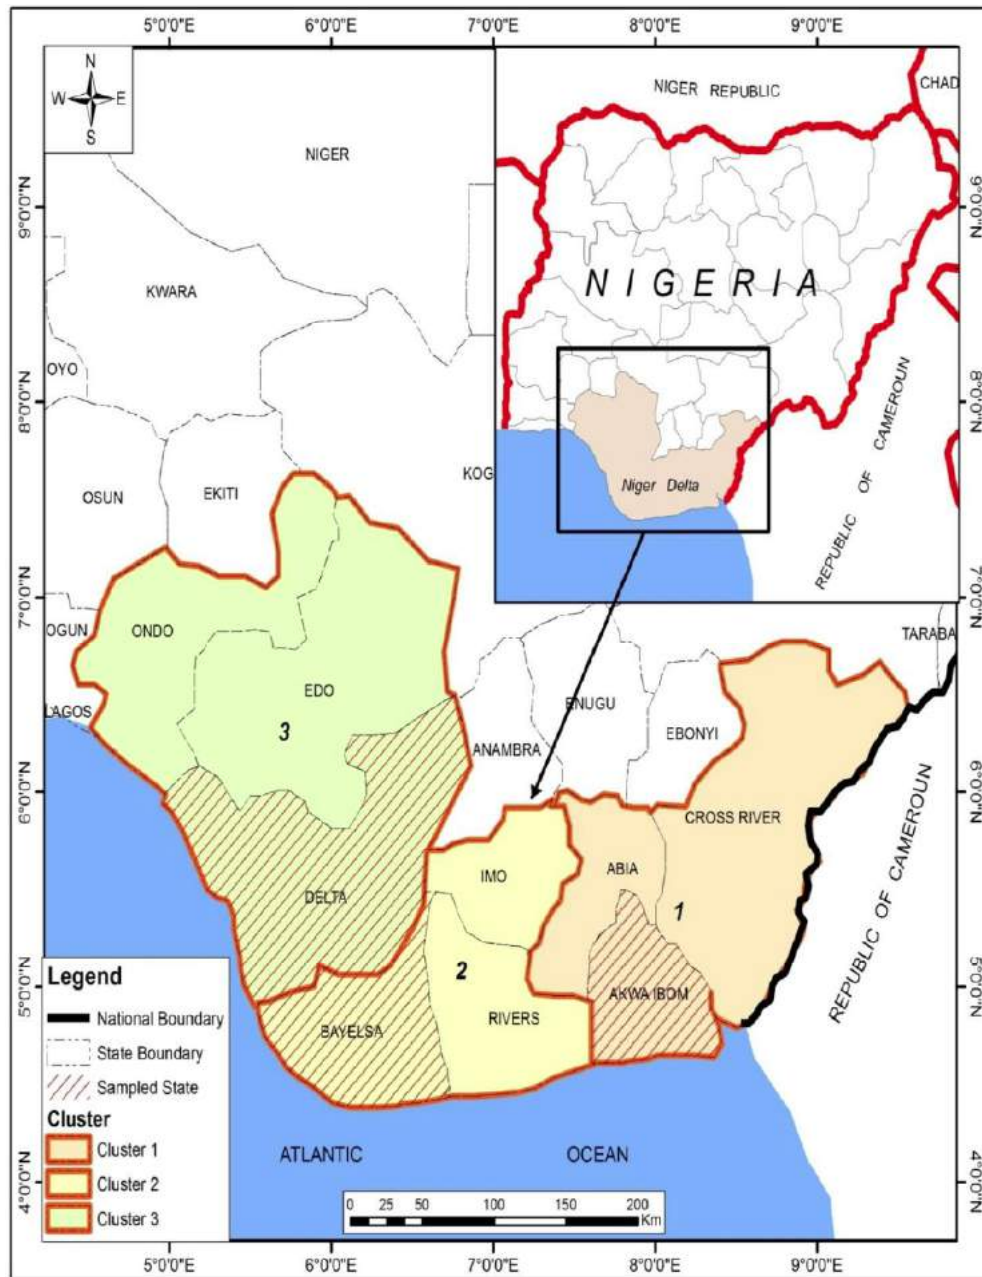 5°0'0"E 6°0'0"E 7°0'0"E 8°0'0"E 9°0'0"E
N
W E
S
NIGER REPUBLIC
CHAD
NIGER
9°0'0"N
9°0'0"N
NIGERIA
KWARA
OYO
8°0'0"N
8°0'0"N
REPUBLIC OF CAMEROUN
KOG
OSUN
EKITI
Niger Delta
7°0'0"N
7°0'0"N
OGUN
ONDO
TARABA
EDO
LAGOS
ENUGU
3
ANAMBRA
EBONYI
6°0'0"N
6°0'0"N
CROSS RIVER
IMO
ABIA
REPUBLIC OF CAMEROUN
DELTA
1
2
5°0'0"N
5°0'0"N
AKWA IBOM
RIVERS
BAYELSA
Legend
National Boundary
State Boundary
Sampled State
Cluster
Cluster 1
Cluster 2
Cluster 3
ATLANTIC OCEAN
4°0'0"N
4°0'0"N
0 25 50 100 150 200
Km
5°0'0"E 6°0'0"E 7°0'0"E 8°0'0"E 9°0'0"E